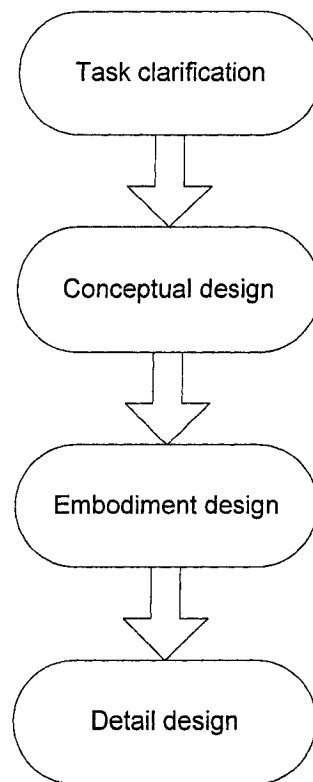 Task clarification
Conceptual design
Embodiment design
Detail design